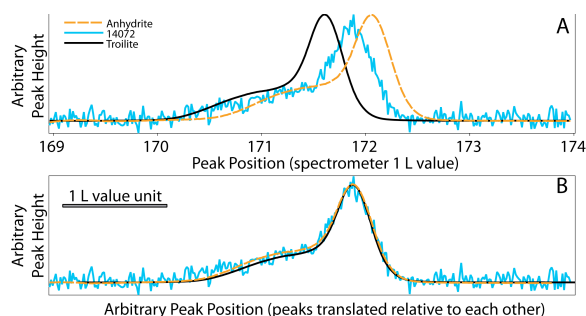 Anhydrite
14072
Troilite
A
Arbitrary
Peak Height
169 170 171 172 173 174
Peak Position (spectrometer 1 L value)
1 L value unit
B
Arbitrary
Peak Height
Arbitrary Peak Position (peaks translated relative to each other)